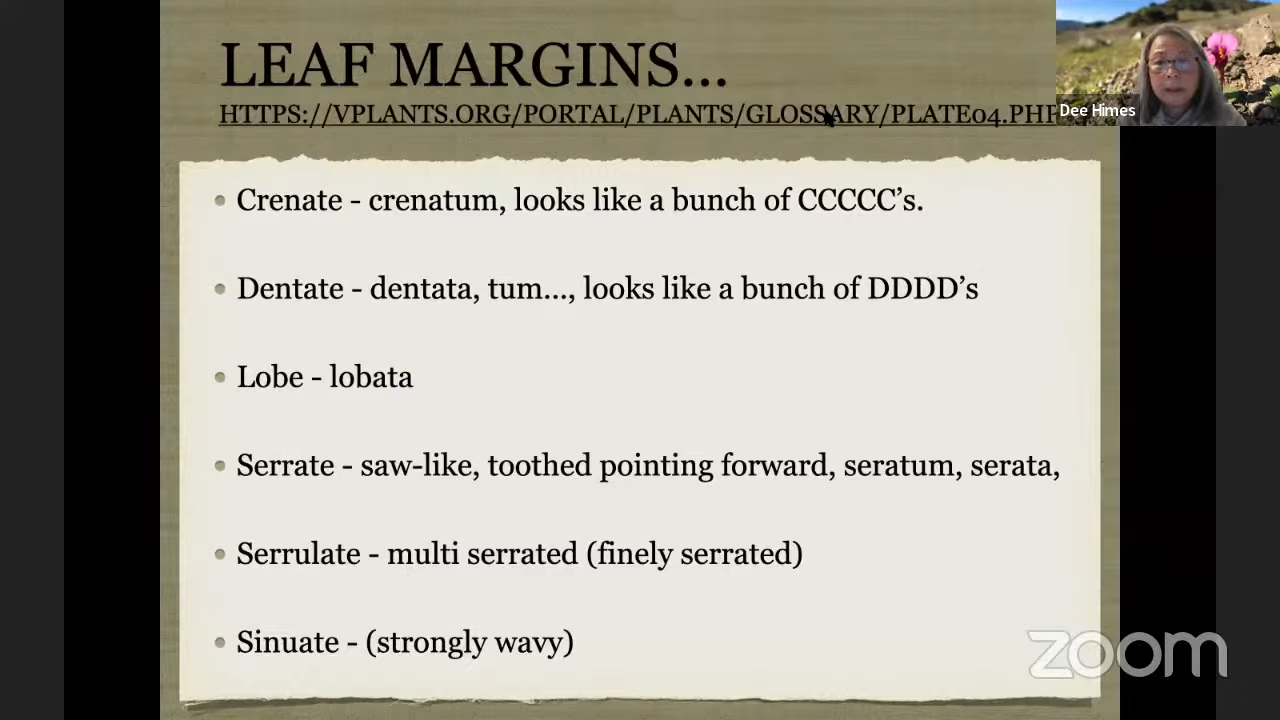 LEAF MARGINS...
HTTPS://VPLANTS.ORG/PORTAL/PLANTS/GLOSSARY/PLATE04.PHP
Dee Himes
• Crenate - crenatum, looks like a bunch of CCCCC’s.
• Dentate - dentata, tum..., looks like a bunch of DDDD’s
• Lobe - lobata
• Serrate - saw-like, toothed pointing forward, seratum, serata,
• Serrulate - multi serrated (finely serrated)
• Sinuate - (strongly wavy)
zoom